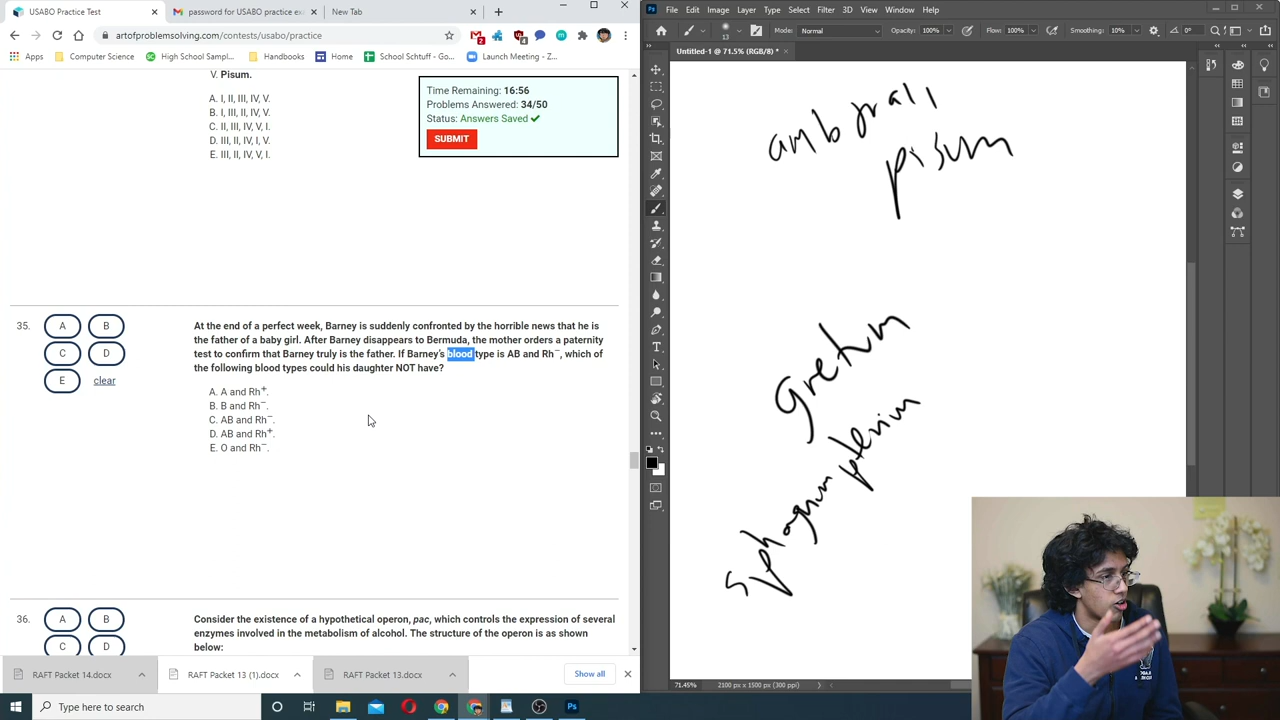 USABO Practice Test
password for USABO practice ex
New Tab
artofproblemsolving.com/contests/usabo/practice
Apps
Computer Science
High School Sampl...
Handbooks
Home
School Schtuff - Go...
Launch Meeting - Z...
V. Pisum.
A. I, II, III, IV, V.
B. I, III, II, IV, V.
C. II, III, IV, V, I.
D. III, II, IV, I, V.
E. III, II, IV, V, I.
Time Remaining: 16:56
Problems Answered: 34/50
Status: Answers Saved ✔
SUBMIT
35.
A
B
C
D
E
clear
At the end of a perfect week, Barney is suddenly confronted by the horrible news that he is
the father of a baby girl. After Barney disappears to Bermuda, the mother orders a paternity
test to confirm that Barney truly is the father. If Barney's blood type is AB and Rh⁻, which of
the following blood types could his daughter NOT have?
A. A and Rh⁺.
B. B and Rh⁻.
C. AB and Rh⁻.
D. AB and Rh⁺.
E. O and Rh⁻.
36.
A
B
C
D
Consider the existence of a hypothetical operon, pac, which controls the expression of several
enzymes involved in the metabolism of alcohol. The structure of the operon is as shown
below:
RAFT Packet 14.docx
RAFT Packet 13 (1).docx
RAFT Packet 13.docx
Show all
Type here to search
File Edit Image Layer Type Select Filter 3D View Window Help
13
Mode: Normal
Opacity: 100%
Flow: 100%
Smoothing: 10%
0°
Untitled-1 @ 71.5% (RGB/8) *
pisum
gnetum
sphagnum pterium
71.45%
2100 px x 1500 px (300 ppi)